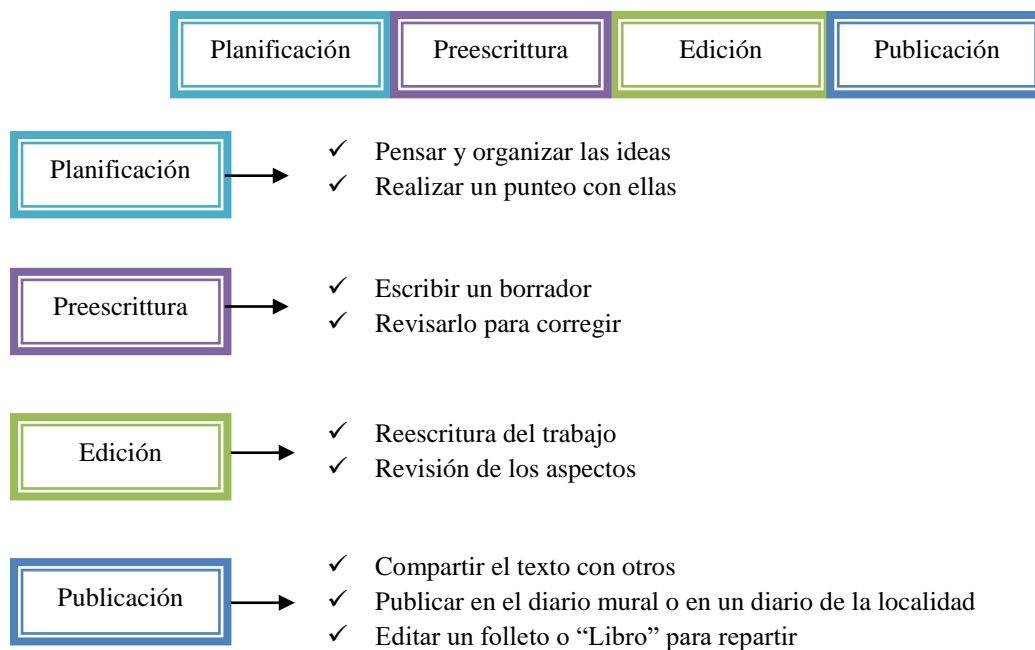 Planificación Preescrittura Edición Publicación
Planificación
✓ Pensar y organizar las ideas
✓ Realizar un punteo con ellas
Preescrittura
✓ Escribir un borrador
✓ Revisarlo para corregir
Edición
✓ Reescritura del trabajo
✓ Revisión de los aspectos
Publicación
✓ Compartir el texto con otros
✓ Publicar en el diario mural o en un diario de la localidad
✓ Editar un folleto o “Libro” para repartir